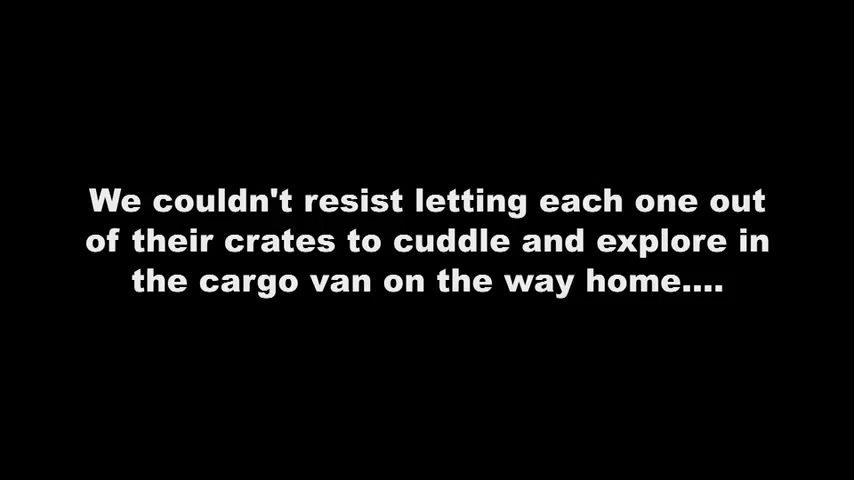 We couldn't resist letting each one out
of their crates to cuddle and explore in
the cargo van on the way home....